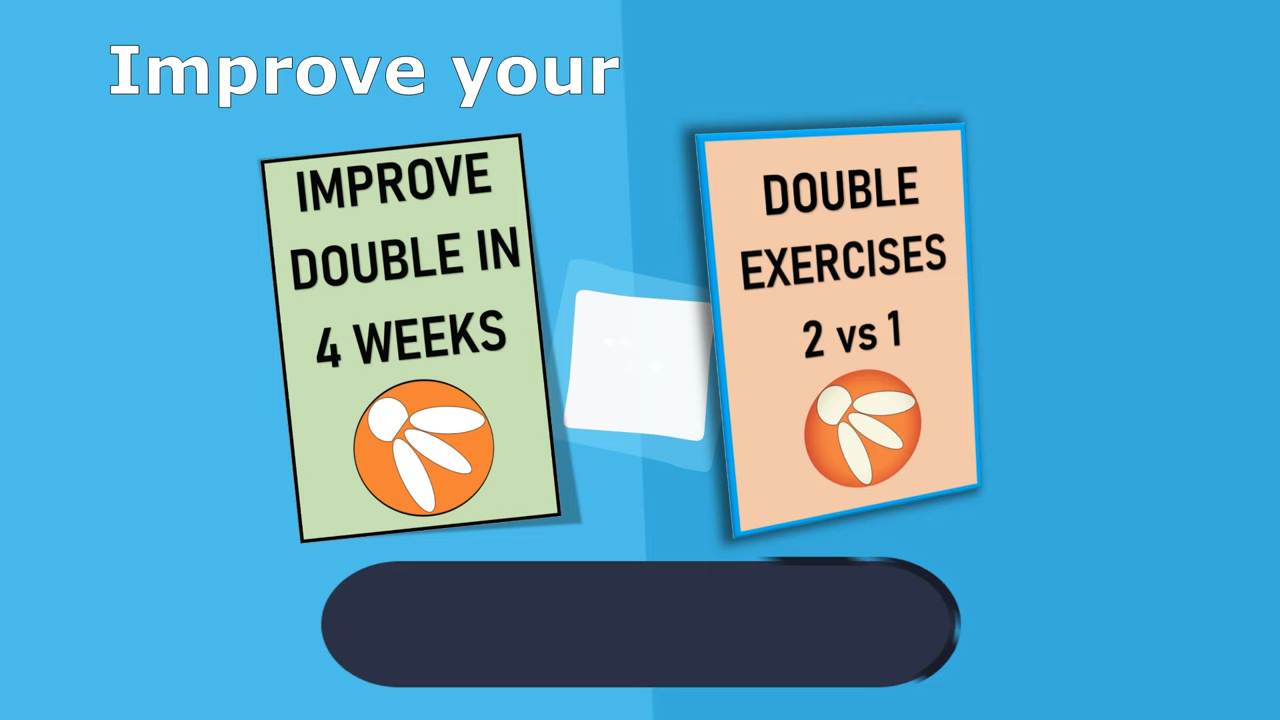 Improve your
IMPROVE
DOUBLE IN
4 WEEKS
DOUBLE
EXERCISES
2 vs 1